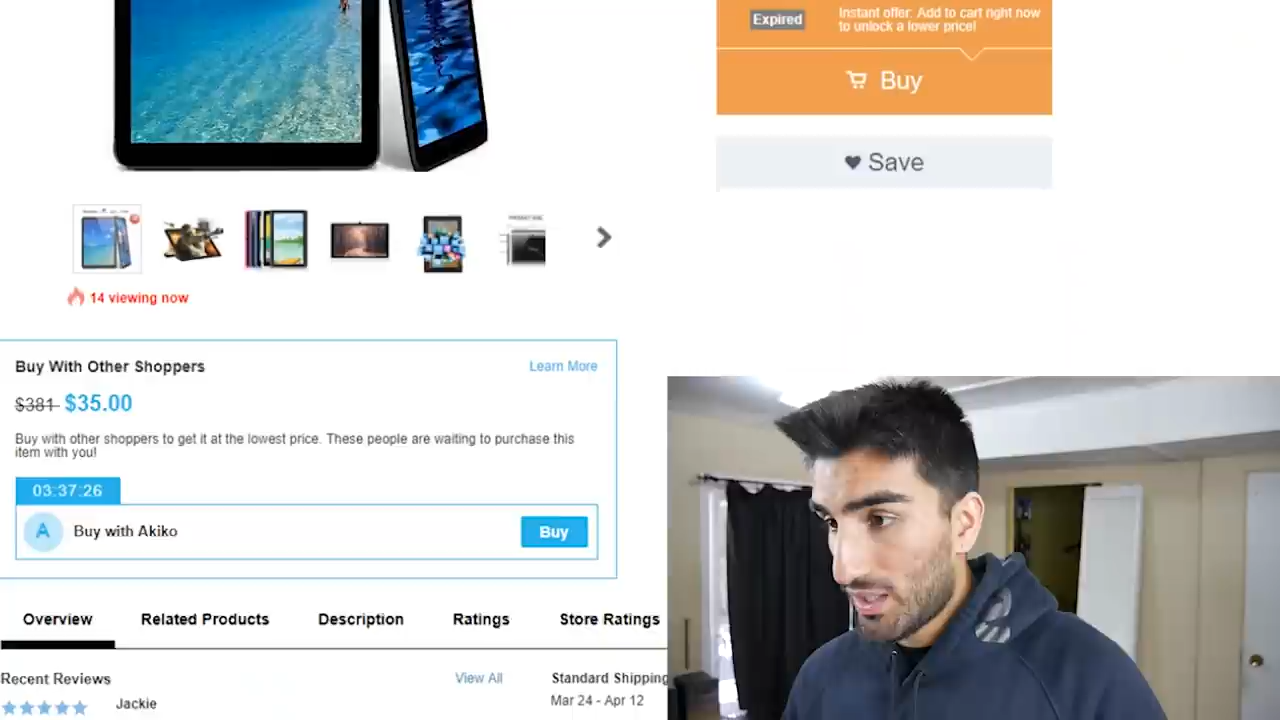 Expired
Instant offer: Add to cart right now
to unlock a lower price!
Buy
Save
14 viewing now
Buy With Other Shoppers
Learn More
$381 $35.00
Buy with other shoppers to get it at the lowest price. These people are waiting to purchase this
item with you!
03:37:26
A
Buy with Akiko
Buy
Overview
Related Products
Description
Ratings
Store Ratings
Recent Reviews
View All
Standard Shipping
Jackie
Mar 24 - Apr 12